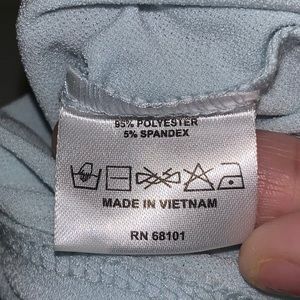 95% POLYESTER
5% SPANDEX
MADE IN VIETNAM
RN 68101